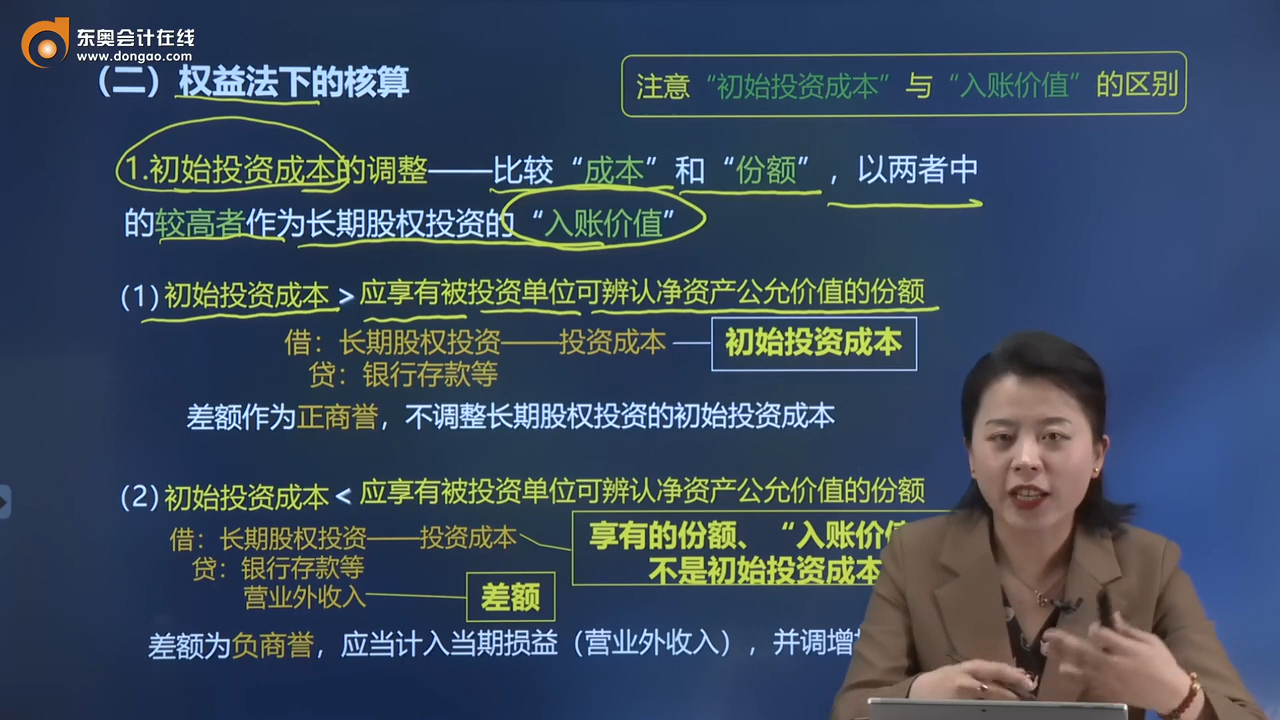 东奥会计在线
www.dongao.com
（二）权益法下的核算
注意“初始投资成本”与“入账价值”的区别
1.初始投资成本的调整——比较“成本”和“份额”，以两者中
的较高者作为长期股权投资的“入账价值”
(1)初始投资成本＞应享有被投资单位可辨认净资产公允价值的份额
借：长期股权投资——投资成本
初始投资成本
贷：银行存款等
差额作为正商誉，不调整长期股权投资的初始投资成本
(2)初始投资成本＜应享有被投资单位可辨认净资产公允价值的份额
借：长期股权投资——投资成本
享有的份额、“入账价
不是初始投资成本
贷：银行存款等
营业外收入
差额
差额为负商誉，应当计入当期损益（营业外收入），并调增